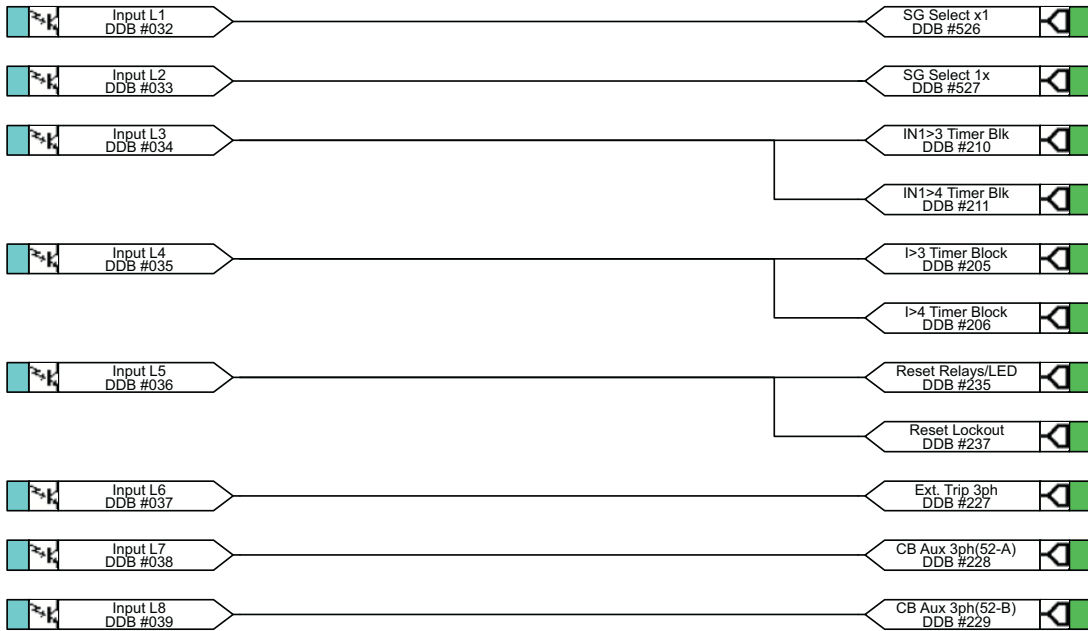 Input L1
DDB #032
SG Select x1
DDB #526
Input L2
DDB #033
SG Select 1x
DDB #527
Input L3
DDB #034
IN1>3 Timer Blk
DDB #210
IN1>4 Timer Blk
DDB #211
Input L4
DDB #035
I>3 Timer Block
DDB #205
I>4 Timer Block
DDB #206
Input L5
DDB #036
Reset Relays/LED
DDB #235
Reset Lockout
DDB #237
Input L6
DDB #037
Ext. Trip 3ph
DDB #227
Input L7
DDB #038
CB Aux 3ph(52-A)
DDB #228
Input L8
DDB #039
CB Aux 3ph(52-B)
DDB #229